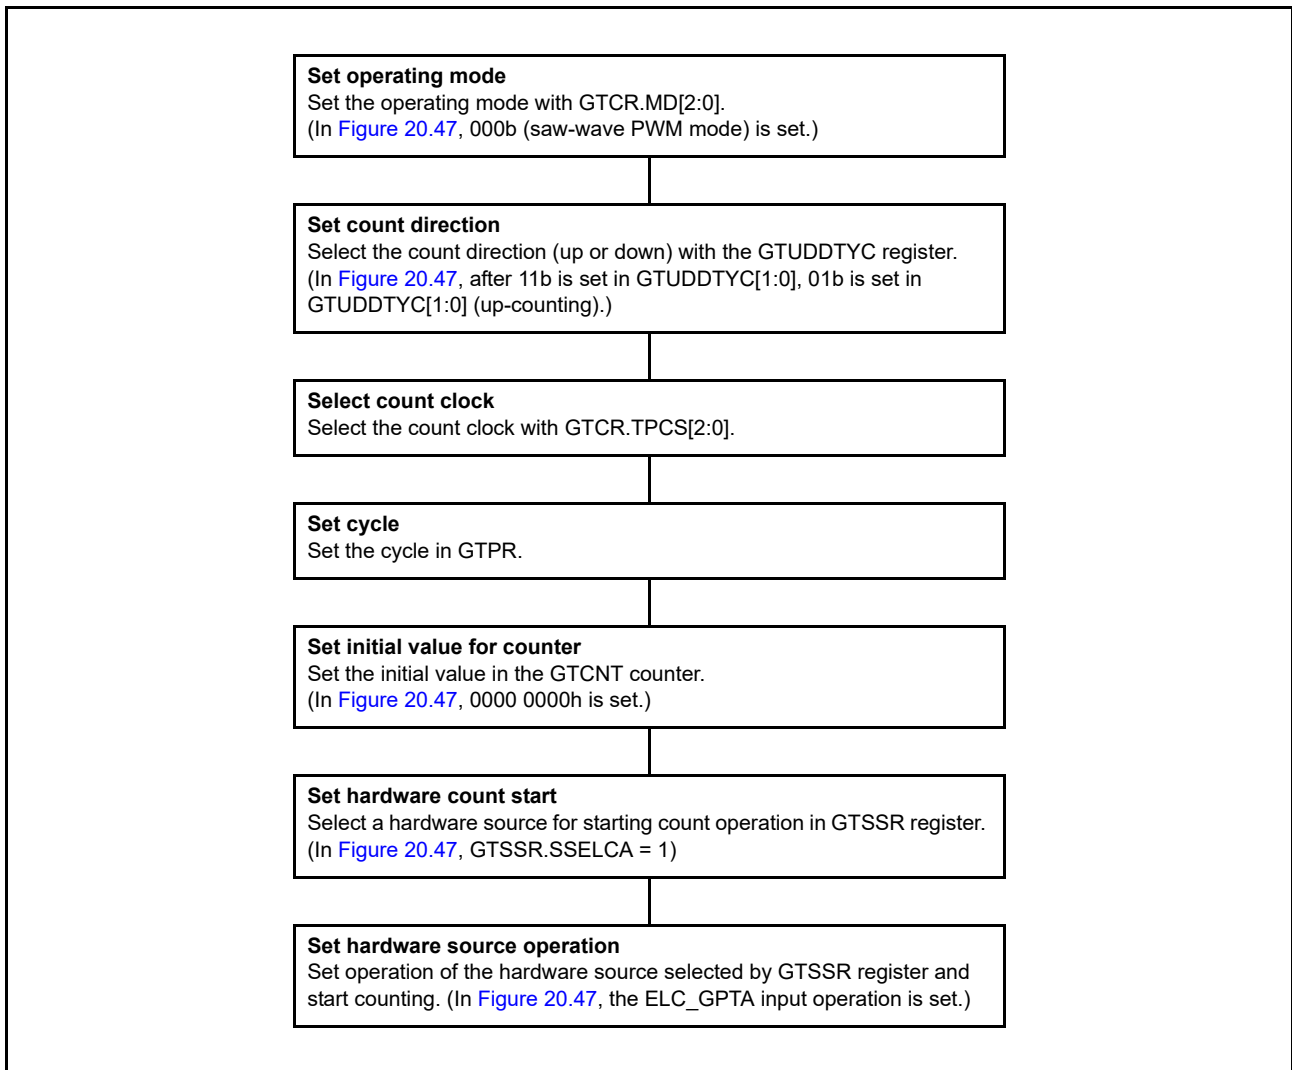 Set operating mode
Set the operating mode with GTCR.MD[2:0].
(In Figure 20.47, 000b (saw-wave PWM mode) is set.)
Set count direction
Select the count direction (up or down) with the GTUDDTYC register.
(In Figure 20.47, after 11b is set in GTUDDTYC[1:0], 01b is set in
GTUDDTYC[1:0] (up-counting).)
Select count clock
Select the count clock with GTCR.TPCS[2:0].
Set cycle
Set the cycle in GTPR.
Set initial value for counter
Set the initial value in the GTCNT counter.
(In Figure 20.47, 0000 0000h is set.)
Set hardware count start
Select a hardware source for starting count operation in GTSSR register.
(In Figure 20.47, GTSSR.SSELCA = 1)
Set hardware source operation
Set operation of the hardware source selected by GTSSR register and
start counting. (In Figure 20.47, the ELC_GPTA input operation is set.)